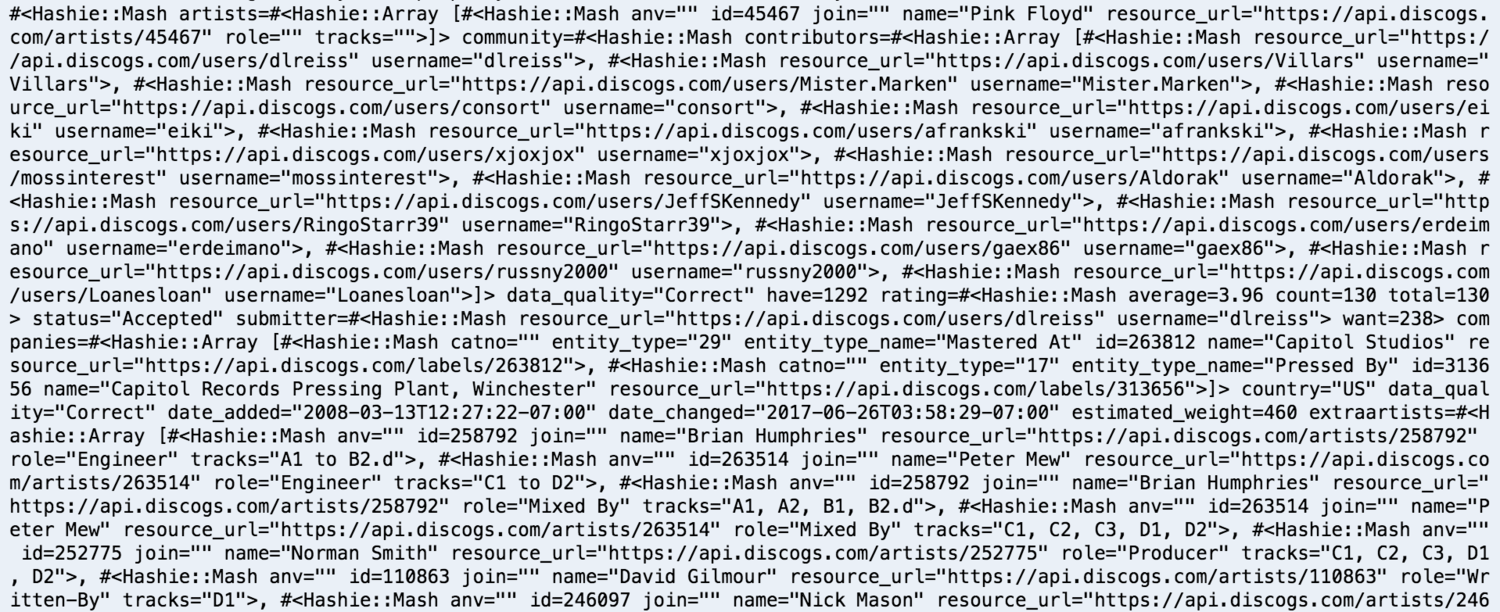 #<Hashie::Mash artists=#<Hashie::Array [#<Hashie::Mash anv="" id=45467 join="" name="Pink Floyd" resource_url="https://api.discogs.
com/artists/45467" role="" tracks="">]> community=#<Hashie::Mash contributors=#<Hashie::Array [#<Hashie::Mash resource_url="https:/
/api.discogs.com/users/dlreiss" username="dlreiss">, #<Hashie::Mash resource_url="https://api.discogs.com/users/Villars" username="
Villars">, #<Hashie::Mash resource_url="https://api.discogs.com/users/Mister.Marken" username="Mister.Marken">, #<Hashie::Mash reso
urce_url="https://api.discogs.com/users/consort" username="consort">, #<Hashie::Mash resource_url="https://api.discogs.com/users/ei
ki" username="eiki">, #<Hashie::Mash resource_url="https://api.discogs.com/users/afrankski" username="afrankski">, #<Hashie::Mash r
esource_url="https://api.discogs.com/users/xjoxjox" username="xjoxjox">, #<Hashie::Mash resource_url="https://api.discogs.com/users
/mossinterest" username="mossinterest">, #<Hashie::Mash resource_url="https://api.discogs.com/users/Aldorak" username="Aldorak">, #
<Hashie::Mash resource_url="https://api.discogs.com/users/JeffSKennedy" username="JeffSKennedy">, #<Hashie::Mash resource_url="http
s://api.discogs.com/users/RingoStarr39" username="RingoStarr39">, #<Hashie::Mash resource_url="https://api.discogs.com/users/erdeim
ano" username="erdeimano">, #<Hashie::Mash resource_url="https://api.discogs.com/users/gaex86" username="gaex86">, #<Hashie::Mash r
esource_url="https://api.discogs.com/users/russny2000" username="russny2000">, #<Hashie::Mash resource_url="https://api.discogs.com
/users/Loanesloan" username="Loanesloan">]> data_quality="Correct" have=1292 rating=#<Hashie::Mash average=3.96 count=130 total=130
> status="Accepted" submitter=#<Hashie::Mash resource_url="https://api.discogs.com/users/dlreiss" username="dlreiss"> want=238> com
panies=#<Hashie::Array [#<Hashie::Mash catno="" entity_type="29" entity_type_name="Mastered At" id=263812 name="Capitol Studios" re
source_url="https://api.discogs.com/labels/263812">, #<Hashie::Mash catno="" entity_type="17" entity_type_name="Pressed By" id=3136
56 name="Capitol Records Pressing Plant, Winchester" resource_url="https://api.discogs.com/labels/313656">]> country="US" data_qual
ity="Correct" date_added="2008-03-13T12:27:22-07:00" date_changed="2017-06-26T03:58:29-07:00" estimated_weight=460 extraartists=#<H
ashie::Array [#<Hashie::Mash anv="" id=258792 join="" name="Brian Humphries" resource_url="https://api.discogs.com/artists/258792"
role="Engineer" tracks="A1 to B2.d">, #<Hashie::Mash anv="" id=263514 join="" name="Peter Mew" resource_url="https://api.discogs.co
m/artists/263514" role="Engineer" tracks="C1 to D2">, #<Hashie::Mash anv="" id=258792 join="" name="Brian Humphries" resource_url="
https://api.discogs.com/artists/258792" role="Mixed By" tracks="A1, A2, B1, B2.d">, #<Hashie::Mash anv="" id=263514 join="" name="P
eter Mew" resource_url="https://api.discogs.com/artists/263514" role="Mixed By" tracks="C1, C2, C3, D1, D2">, #<Hashie::Mash anv=""
 id=252775 join="" name="Norman Smith" resource_url="https://api.discogs.com/artists/252775" role="Producer" tracks="C1, C2, C3, D1
, D2">, #<Hashie::Mash anv="" id=110863 join="" name="David Gilmour" resource_url="https://api.discogs.com/artists/110863" role="Wr
itten-By" tracks="D1">, #<Hashie::Mash anv="" id=246097 join="" name="Nick Mason" resource_url="https://api.discogs.com/artists/246